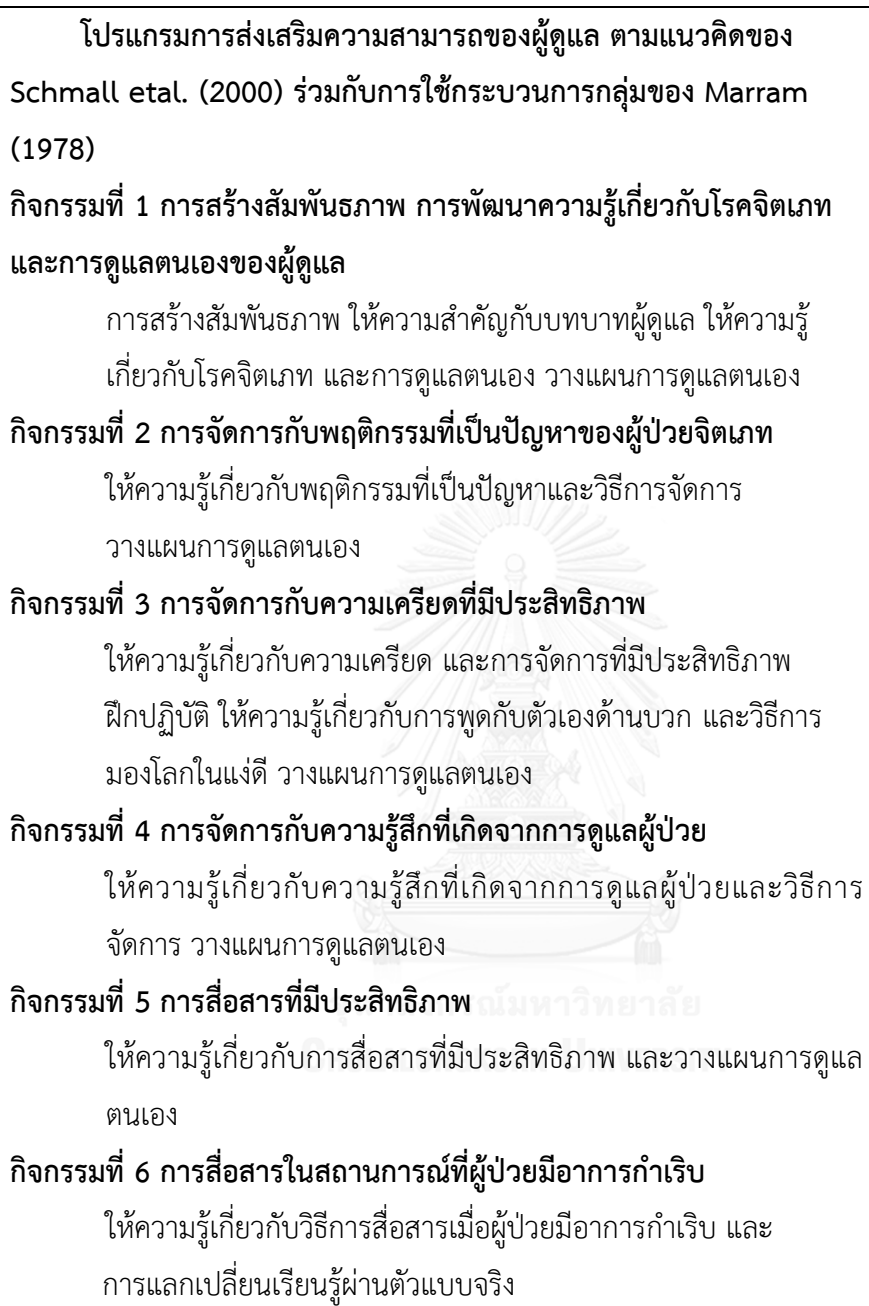 โปรแกรมการส่งเสริมความสามารถของผู้ดูแล ตามแนวคิดของ
Schmall etal. (2000) ร่วมกับการใช้กระบวนการกลุ่มของ Marram
(1978)
กิจกรรมที่ 1 การสร้างสัมพันธภาพ การพัฒนาความรู้เกี่ยวกับโรคจิตเภท
และการดูแลตนเองของผู้ดูแล
การสร้างสัมพันธภาพ ให้ความสำคัญกับบทบาทผู้ดูแล ให้ความรู้
เกี่ยวกับโรคจิตเภท และการดูแลตนเอง วางแผนการดูแลตนเอง
กิจกรรมที่ 2 การจัดการกับพฤติกรรมที่เป็นปัญหาของผู้ป่วยจิตเภท
ให้ความรู้เกี่ยวกับพฤติกรรมที่เป็นปัญหาและวิธีการจัดการ
วางแผนการดูแลตนเอง
กิจกรรมที่ 3 การจัดการกับความเครียดที่มีประสิทธิภาพ
ให้ความรู้เกี่ยวกับความเครียด และการจัดการที่มีประสิทธิภาพ
ฝึกปฏิบัติ ให้ความรู้เกี่ยวกับการพูดกับตัวเองด้านบวก และวิธีการ
มองโลกในแง่ดี วางแผนการดูแลตนเอง
กิจกรรมที่ 4 การจัดการกับความรู้สึกที่เกิดจากการดูแลผู้ป่วย
ให้ความรู้เกี่ยวกับความรู้สึกที่เกิดจากการดูแลผู้ป่วยและวิธีการ
จัดการ วางแผนการดูแลตนเอง
กิจกรรมที่ 5 การสื่อสารที่มีประสิทธิภาพ
ให้ความรู้เกี่ยวกับการสื่อสารที่มีประสิทธิภาพ และวางแผนการดูแล
ตนเอง
กิจกรรมที่ 6 การสื่อสารในสถานการณ์ที่ผู้ป่วยมีอาการกำเริบ
ให้ความรู้เกี่ยวกับวิธีการสื่อสารเมื่อผู้ป่วยมีอาการกำเริบ และ
การแลกเปลี่ยนเรียนรู้ผ่านตัวแบบจริง